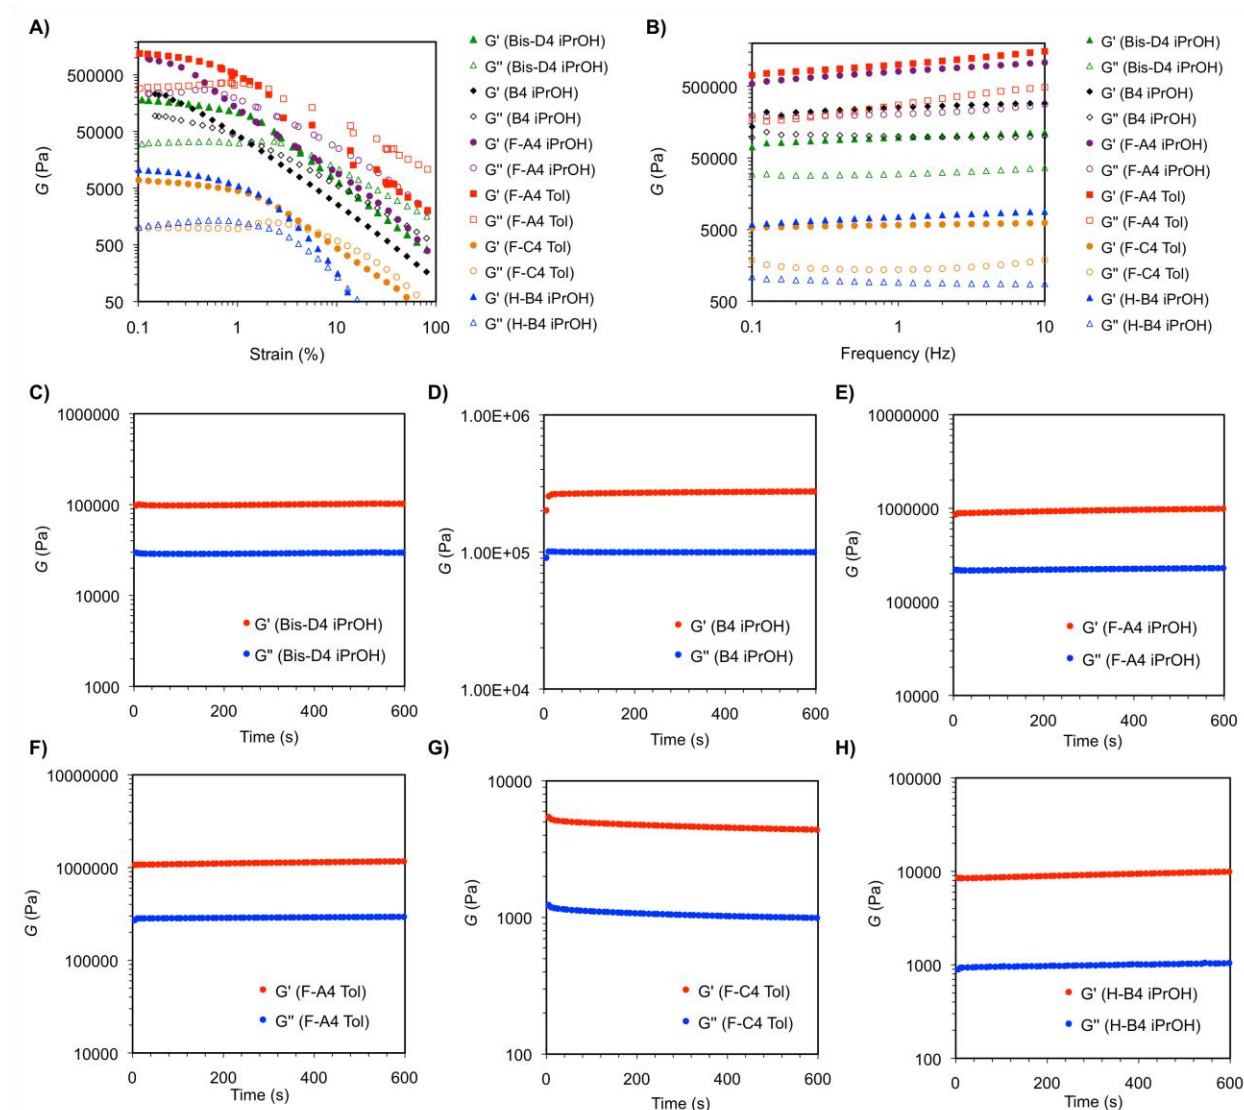 A)
500000
50000
5000
500
50
G (Pa)
0.1
1
10
100
Strain (%)
G' (Bis-D4 iPrOH)
G" (Bis-D4 iPrOH)
G' (B4 iPrOH)
G" (B4 iPrOH)
G' (F-A4 iPrOH)
G" (F-A4 iPrOH)
G' (F-A4 Tol)
G" (F-A4 Tol)
G' (F-C4 Tol)
G" (F-C4 Tol)
G' (H-B4 iPrOH)
G" (H-B4 iPrOH)
B)
500000
50000
5000
500
G (Pa)
0.1
1
10
Frequency (Hz)
G' (Bis-D4 iPrOH)
G" (Bis-D4 iPrOH)
G' (B4 iPrOH)
G" (B4 iPrOH)
G' (F-A4 iPrOH)
G" (F-A4 iPrOH)
G' (F-A4 Tol)
G" (F-A4 Tol)
G' (F-C4 Tol)
G" (F-C4 Tol)
G' (H-B4 iPrOH)
G" (H-B4 iPrOH)
C)
1000000
100000
10000
1000
G (Pa)
G' (Bis-D4 iPrOH)
G" (Bis-D4 iPrOH)
0
200
400
600
Time (s)
D)
1.00E+06
1.00E+05
1.00E+04
G (Pa)
G' (B4 iPrOH)
G" (B4 iPrOH)
0
200
400
600
Time (s)
E)
10000000
1000000
100000
10000
G (Pa)
G' (F-A4 iPrOH)
G" (F-A4 iPrOH)
0
200
400
600
Time (s)
F)
10000000
1000000
100000
10000
G (Pa)
G' (F-A4 Tol)
G" (F-A4 Tol)
0
200
400
600
Time (s)
G)
10000
1000
100
G (Pa)
G' (F-C4 Tol)
G" (F-C4 Tol)
0
200
400
600
Time (s)
H)
100000
10000
1000
100
G (Pa)
G' (H-B4 iPrOH)
G" (H-B4 iPrOH)
0
200
400
600
Time (s)